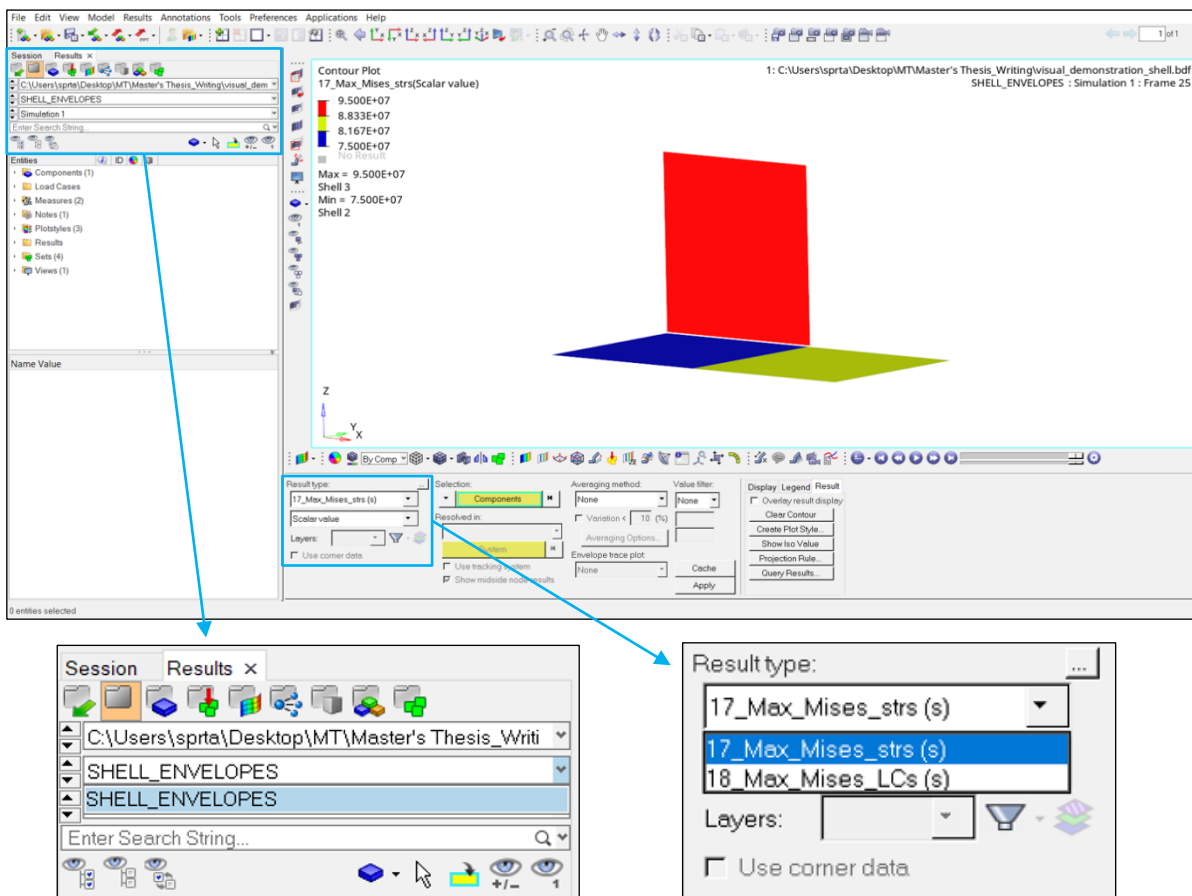 File Edit View Model Results Annotations Tools Preferences Applications Help
1 of 1
Session Results ×
C:\Users\sprta\Desktop\MT\Master's Thesis_Writing\visual_dem
SHELL_ENVELOPES
Simulation 1
Enter Search String...
+/- 1
Entities ID
Components (1)
Load Cases
Measures (2)
Notes (1)
Plotstyles (3)
Results
Sets (4)
Views (1)
Name Value
Contour Plot
17_Max_Mises_strs(Scalar value)
9.500E+07
8.833E+07
8.167E+07
7.500E+07
No Result
Max = 9.500E+07
Shell 3
Min = 7.500E+07
Shell 2
1: C:\Users\sprta\Desktop\MT\Master's Thesis_Writing\visual_demonstration_shell.bdf
SHELL_ENVELOPES : Simulation 1 : Frame 25
Z
Y
X
By Comp
Result type:
...
17_Max_Mises_strs (s)
Scalar value
Layers:
Use corner data
Selection:
Components
Resolved in:
System
Use tracking system
Show midside node results
Averaging method:
None
Variation < 10 (%)
Averaging Options...
Envelope trace plot:
None
Value filter:
None
Cache
Apply
Display Legend Result
Overlay result display
Clear Contour
Create Plot Style...
Show Iso Value
Projection Rule...
Query Results...
0 entities selected
Session Results ×
C:\Users\sprta\Desktop\MT\Master's Thesis_Writi
SHELL_ENVELOPES
SHELL_ENVELOPES
Enter Search String...
+/- 1
Result type:
...
17_Max_Mises_strs (s)
17_Max_Mises_strs (s)
18_Max_Mises_LCs (s)
Layers:
Use corner data